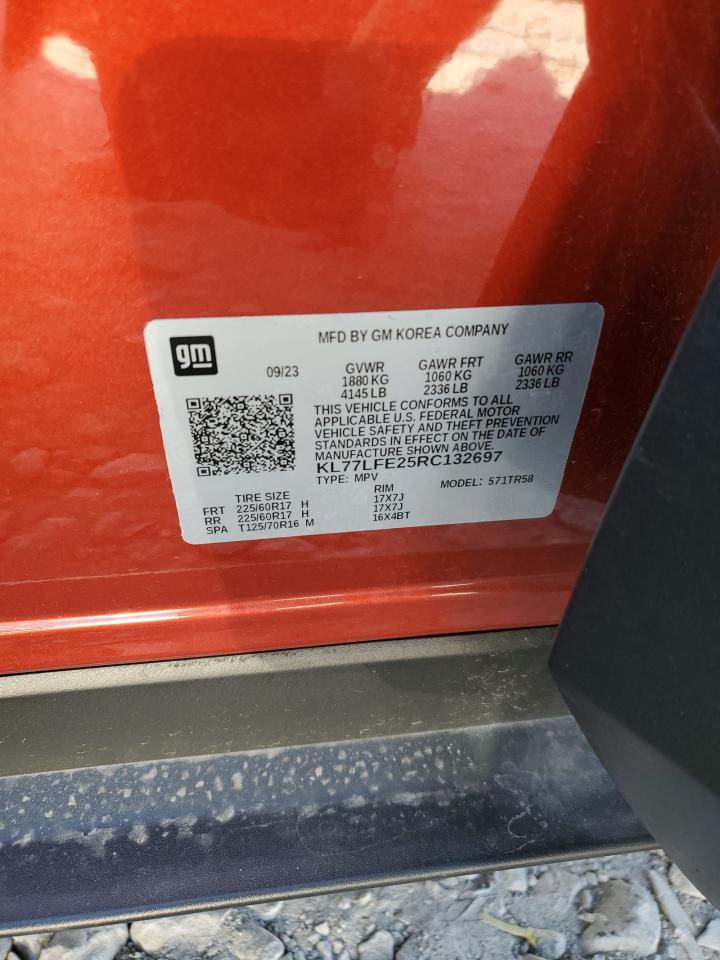 gm
MFD BY GM KOREA COMPANY
09/23 GVWR GAWR FRT GAWR RR
1880 KG 1060 KG 1060 KG
4145 LB 2336 LB 2336 LB
THIS VEHICLE CONFORMS TO ALL
APPLICABLE U.S. FEDERAL MOTOR
VEHICLE SAFETY AND THEFT PREVENTION
STANDARDS IN EFFECT ON THE DATE OF
MANUFACTURE SHOWN ABOVE.
KL77LFE25RC132697
TYPE: MPV MODEL: 571TR58
TIRE SIZE RIM
FRT 225/60R17 H 17X7J
RR 225/60R17 H 17X7J
SPA T125/70R16 M 16X4BT